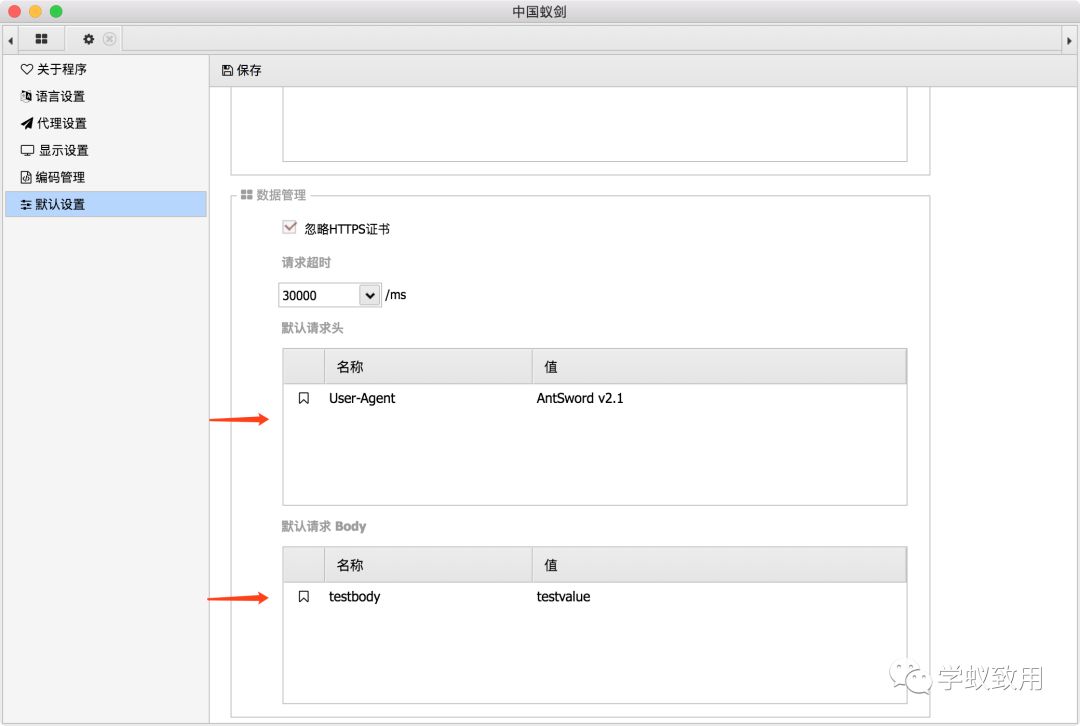 中国蚁剑
关于程序
语言设置
代理设置
显示设置
编码管理
默认设置
保存
数据管理
忽略HTTPS证书
请求超时
30000 /ms
默认请求头
名称 值
User-Agent AntSword v2.1
默认请求 Body
名称 值
testbody testvalue
学蚁致用